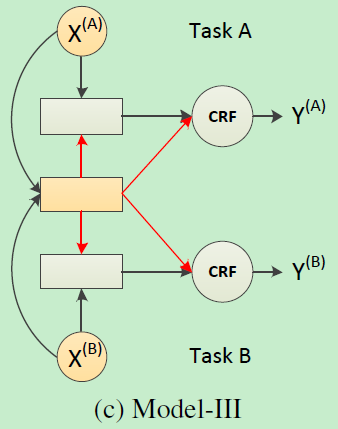 X(A)
Task A
CRF
Y(A)
CRF
Y(B)
X(B)
Task B
(c) Model-III